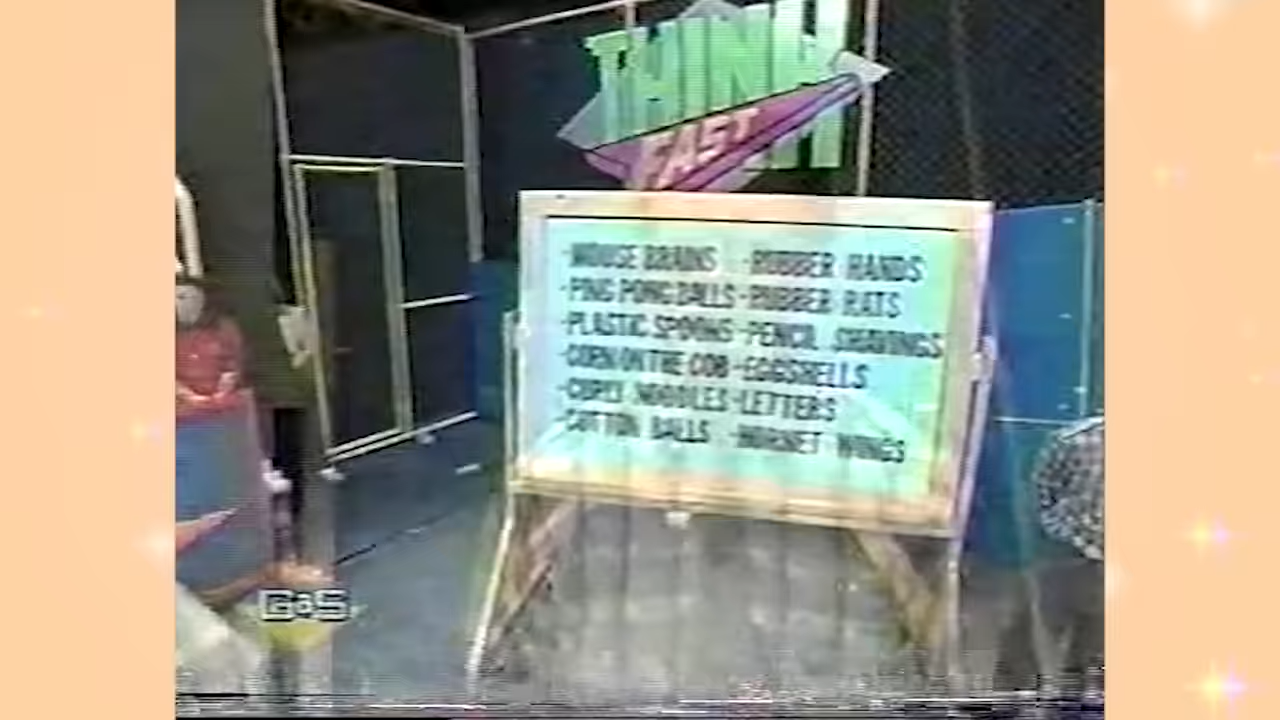 THINK
FAST
-MOUSE BRAINS -RUBBER HANDS
-PING PONG BALLS -RUBBER RATS
-PLASTIC SPOONS -PENCIL SHAVINGS
-CORN ON THE COB -EGGSHELLS
-CURLY NOODLES -LETTERS
-COTTON BALLS -HORNET WINGS
GaS